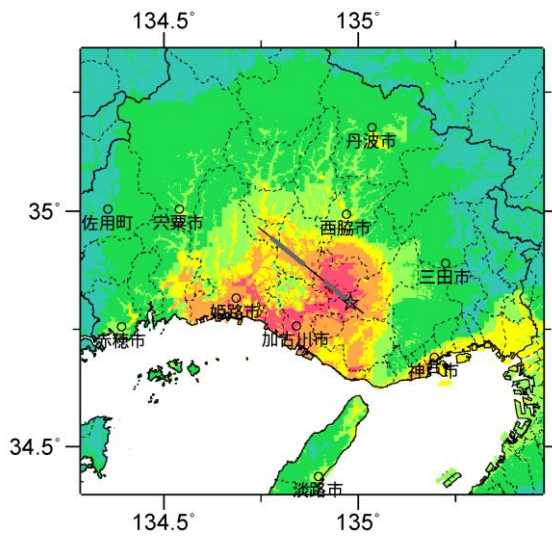 134.5° 135°
丹波市
35° 佐用町 宍粟市 西脇市
三田市
姫路市
赤穂市 加古川市
神戸市
34.5°
淡路市
134.5° 135°